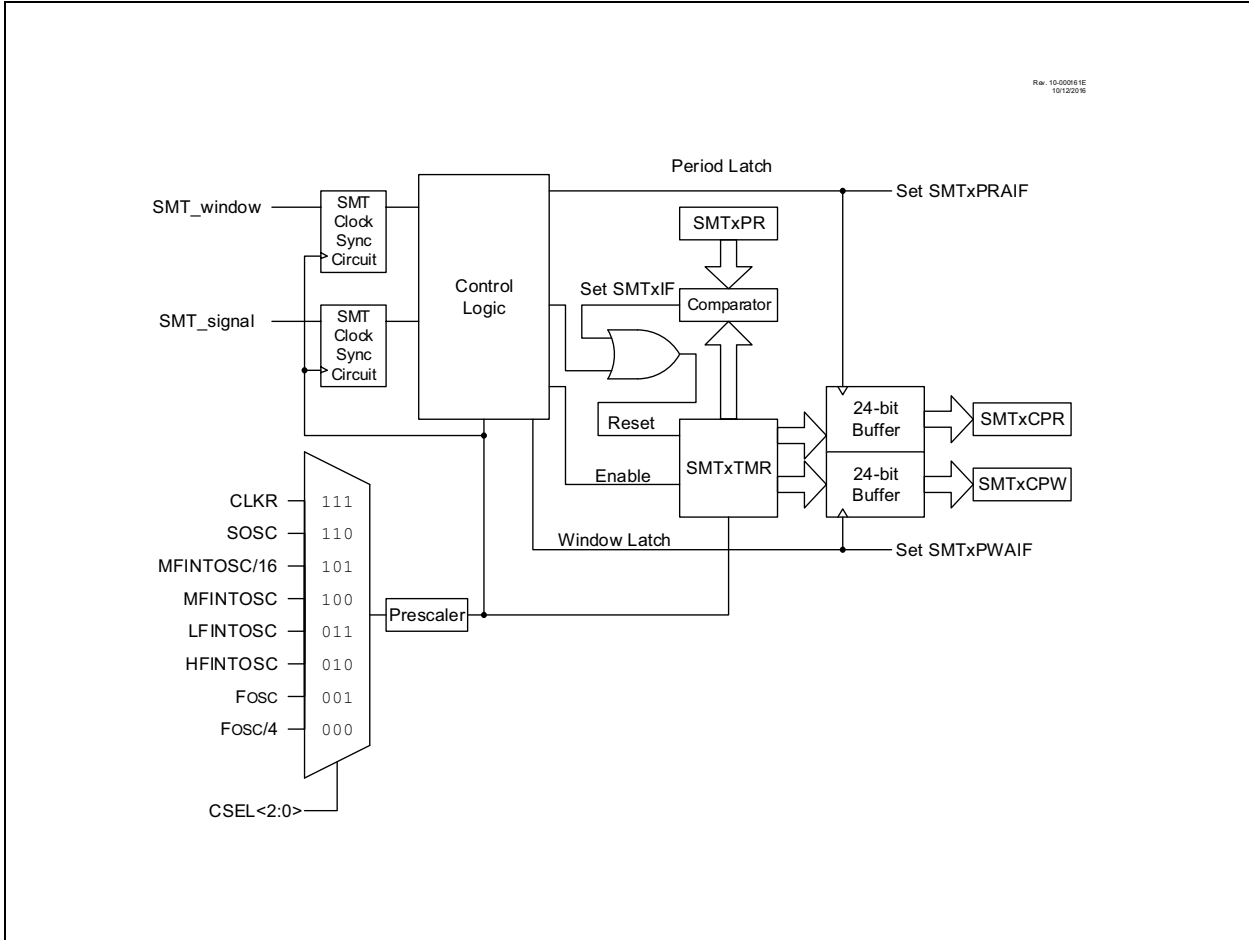 Rev. 10-000161E
10/12/2016
Period Latch
SMT_window
SMT
Clock
Sync
Circuit
Set SMTxPRAIF
SMTxPR
Control
Logic
Set SMTxIF
Comparator
SMT_signal
SMT
Clock
Sync
Circuit
Reset
24-bit
Buffer
SMTxCPR
SMTxTMR
Enable
24-bit
Buffer
SMTxCPW
CLKR 111
SOSC 110
Window Latch
Set SMTxPWAIF
MFINTOSC/16 101
MFINTOSC 100
Prescaler
LFINTOSC 011
HFINTOSC 010
FOSC 001
FOSC/4 000
CSEL<2:0>